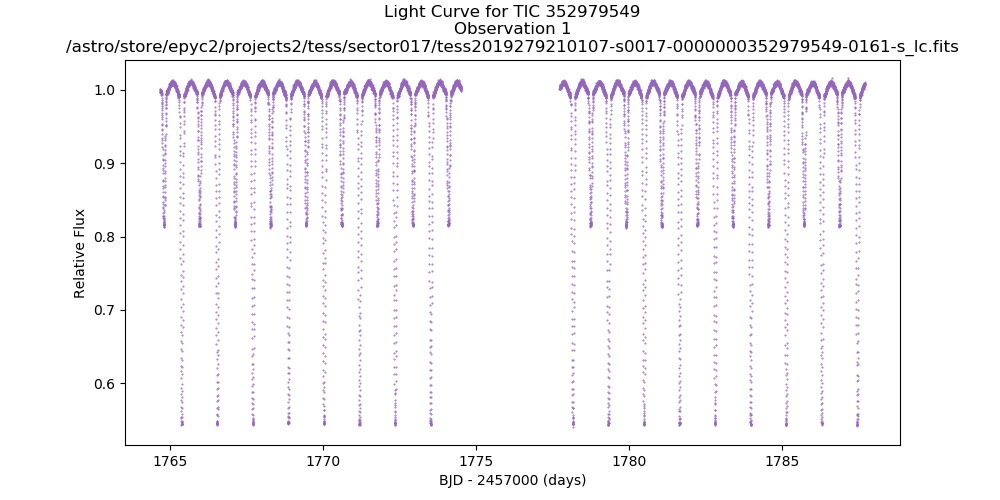 Light Curve for TIC 352979549
Observation 1
/astro/store/epyc2/projects2/tess/sector017/tess2019279210107-s0017-0000000352979549-0161-s_lc.fits
1.0
0.9
0.8
0.7
0.6
Relative Flux
1765
1770
1775
1780
1785
BJD - 2457000 (days)